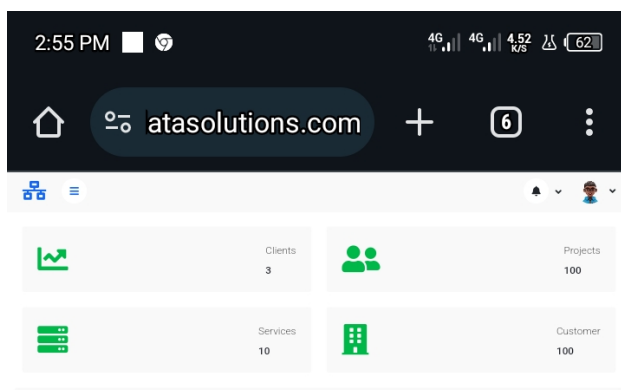 2:55 PM 4G 4G 4.52 K/S 62
atasolutions.com 6
Clients Projects
3 100
Services Customer
10 100